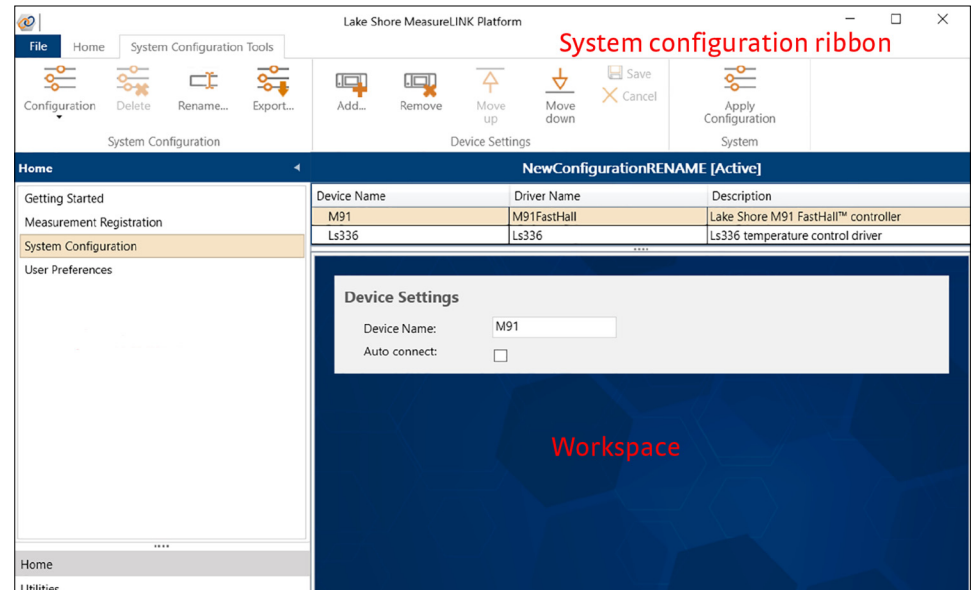 Lake Shore MeasureLINK Platform
File Home System Configuration Tools
System configuration ribbon
Configuration Delete Rename... Export... Add... Remove Move up Move down Save Cancel Apply Configuration
System Configuration Device Settings System
Home
NewConfigurationRENAME [Active]
Getting Started
Measurement Registration
System Configuration
User Preferences
Device Name Driver Name Description
M91 M91FastHall Lake Shore M91 FastHall™ controller
Ls336 Ls336 Ls336 temperature control driver
Device Settings
Device Name: M91
Auto connect:
Workspace
Home
Utilities